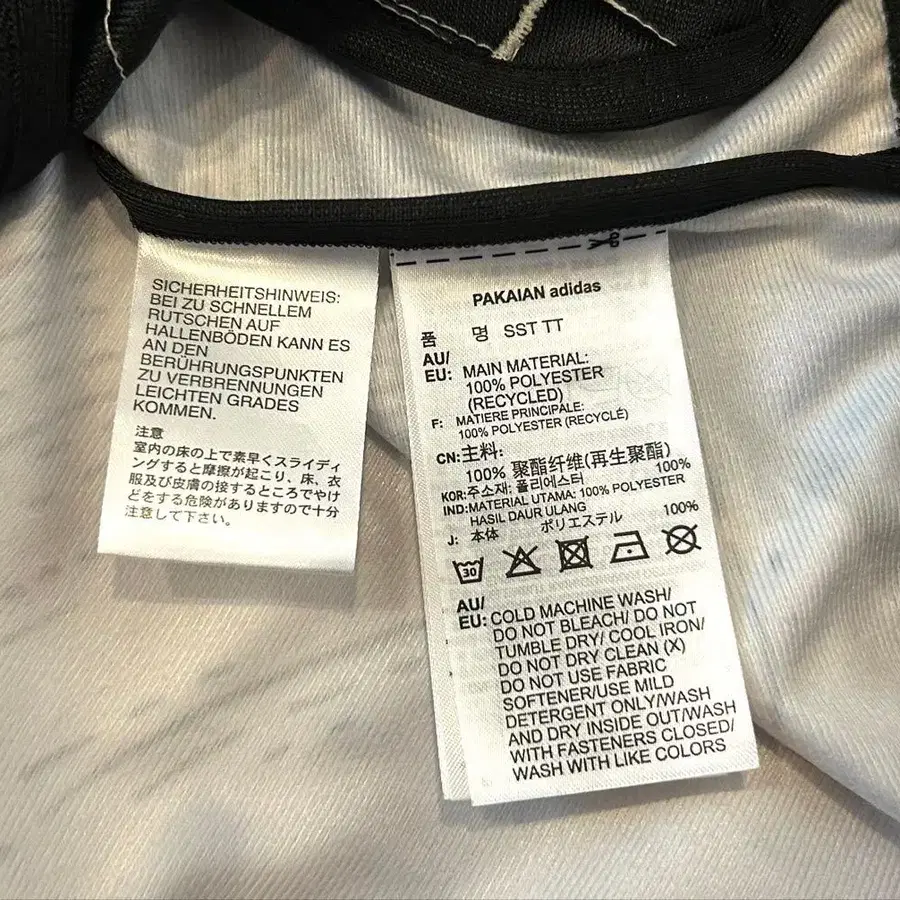 SICHERHEITSHINWEIS:
BEI ZU SCHNELLEM
RUTSCHEN AUF
HALLENBÖDEN KANN ES
AN DEN
BERÜHRUNGSPUNKTEN
ZU VERBRENNUNGEN
LEICHTEN GRADES
KOMMEN.
注意
室内の床の上で素早くスライディ
ングすると摩擦が起こり、床、衣
服及び皮膚の接するところでやけ
どをする危険がありますので十分
注意して下さい。
PAKAIAN adidas
품 명 SST TT
AU/
EU: MAIN MATERIAL:
100% POLYESTER
(RECYCLED)
F: MATIERE PRINCIPALE:
100% POLYESTER (RECYCLÉ)
CN:主料:
100% 聚酯纤维(再生聚酯)
KOR:주소재: 폴리에스터 100%
IND:MATERIAL UTAMA: 100% POLYESTER
HASIL DAUR ULANG
J: 本体 ポリエステル 100%
30
AU/
EU: COLD MACHINE WASH/
DO NOT BLEACH/ DO NOT
TUMBLE DRY/ COOL IRON/
DO NOT DRY CLEAN (X)
DO NOT USE FABRIC
SOFTENER/USE MILD
DETERGENT ONLY/WASH
AND DRY INSIDE OUT/WASH
WITH FASTENERS CLOSED/
WASH WITH LIKE COLORS